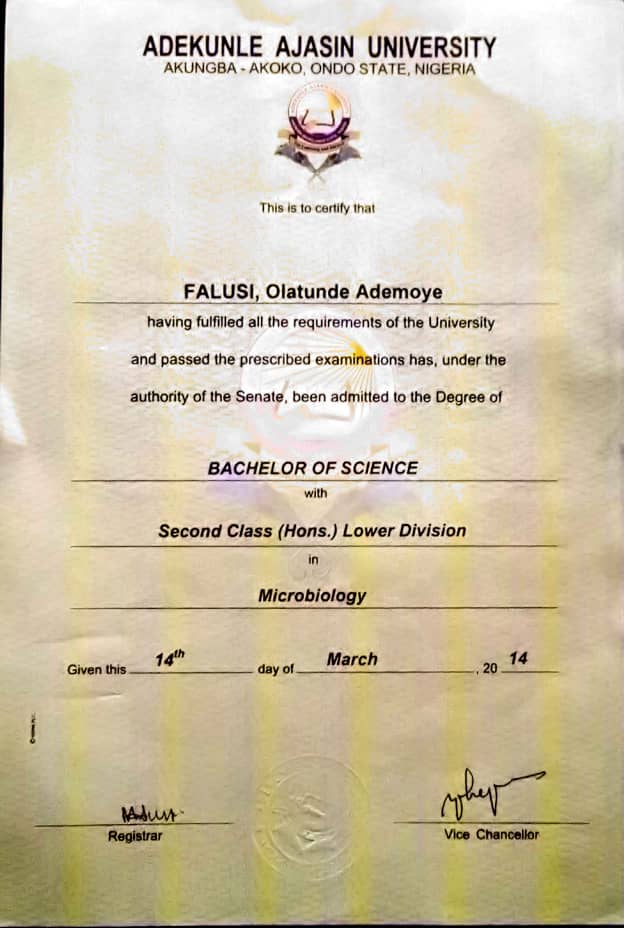 ADEKUNLE AJASIN UNIVERSITY
AKUNGBA - AKOKO, ONDO STATE, NIGERIA
This is to certify that
FALUSI, Olatunde Ademoye
having fulfilled all the requirements of the University
and passed the prescribed examinations has, under the
authority of the Senate, been admitted to the Degree of
BACHELOR OF SCIENCE
with
Second Class (Hons.) Lower Division
in
Microbiology
Given this 14th day of March, 20 14
Registrar
Vice Chancellor